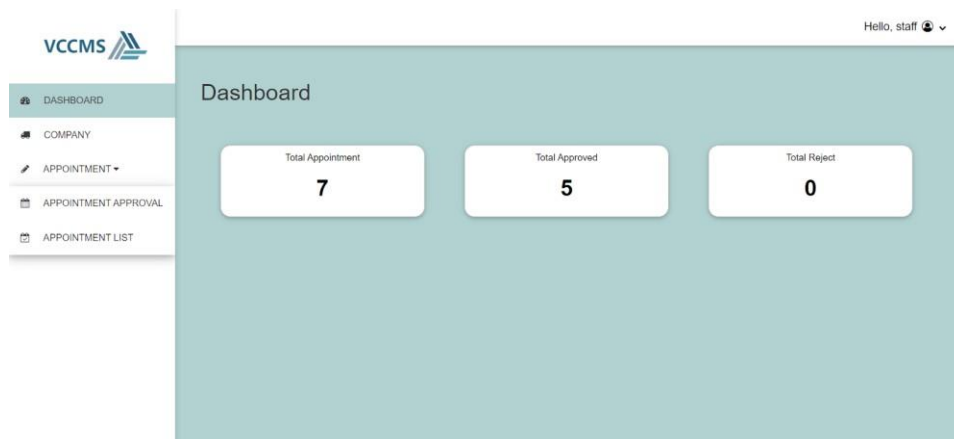 VCCMS
Hello, staff
DASHBOARD
COMPANY
APPOINTMENT
APPOINTMENT APPROVAL
APPOINTMENT LIST
Dashboard
Total Appointment
7
Total Approved
5
Total Reject
0